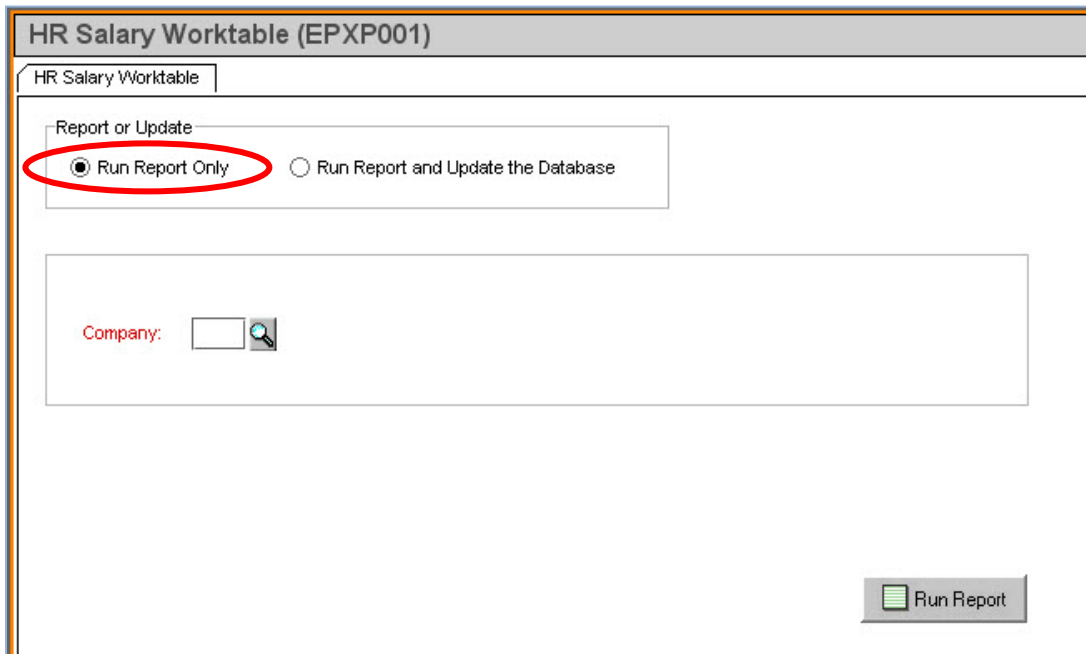 HR Salary Worktable (EPXP001)
HR Salary Worktable
Report or Update
Run Report Only Run Report and Update the Database
Company:
Run Report